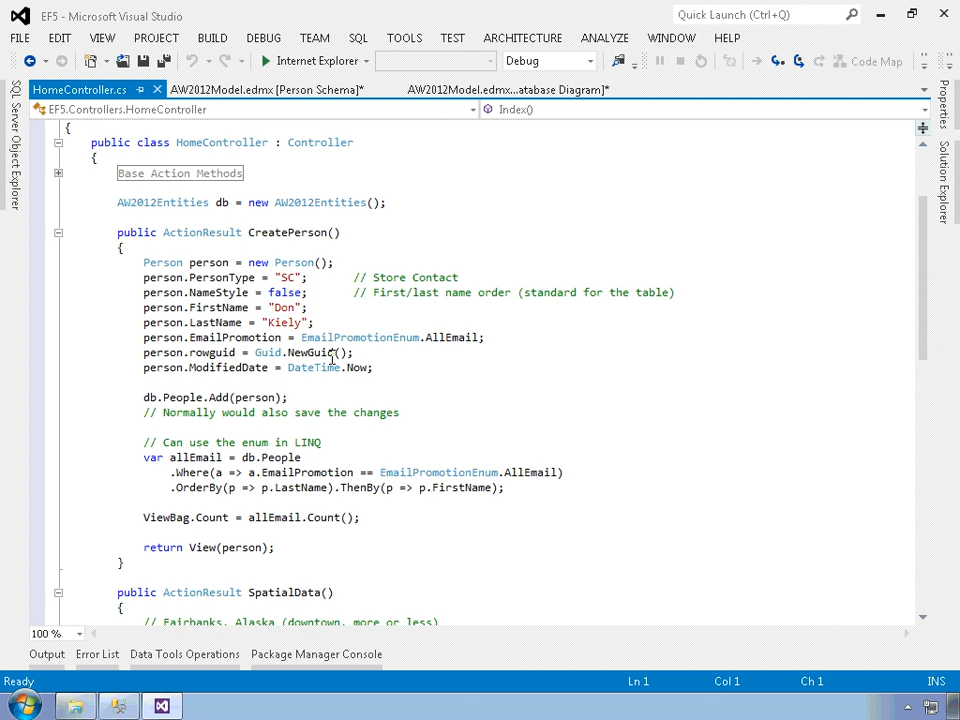 EF5 - Microsoft Visual Studio
Quick Launch (Ctrl+Q)
FILE EDIT VIEW PROJECT BUILD DEBUG TEAM SQL TOOLS TEST ARCHITECTURE ANALYZE WINDOW HELP
Internet Explorer
Debug
Code Map
SQL Server Object Explorer
HomeController.cs
AW2012Model.edmx [Person Schema]*
AW2012Model.edmx...atabase Diagram]*
Properties
Solution Explorer
EF5.Controllers.HomeController
Index()
{
public class HomeController : Controller
{
Base Action Methods
AW2012Entities db = new AW2012Entities();
public ActionResult CreatePerson()
{
Person person = new Person();
person.PersonType = "SC"; // Store Contact
person.NameStyle = false; // First/last name order (standard for the table)
person.FirstName = "Don";
person.LastName = "Kiely";
person.EmailPromotion = EmailPromotionEnum.AllEmail;
person.rowguid = Guid.NewGuid();
person.ModifiedDate = DateTime.Now;
db.People.Add(person);
// Normally would also save the changes
// Can use the enum in LINQ
var allEmail = db.People
.Where(a => a.EmailPromotion == EmailPromotionEnum.AllEmail)
.OrderBy(p => p.LastName).ThenBy(p => p.FirstName);
ViewBag.Count = allEmail.Count();
return View(person);
}
public ActionResult SpatialData()
{
// Fairbanks, Alaska (downtown, more or less)
100 %
Output Error List Data Tools Operations Package Manager Console
Ready
Ln 1
Col 1
Ch 1
INS